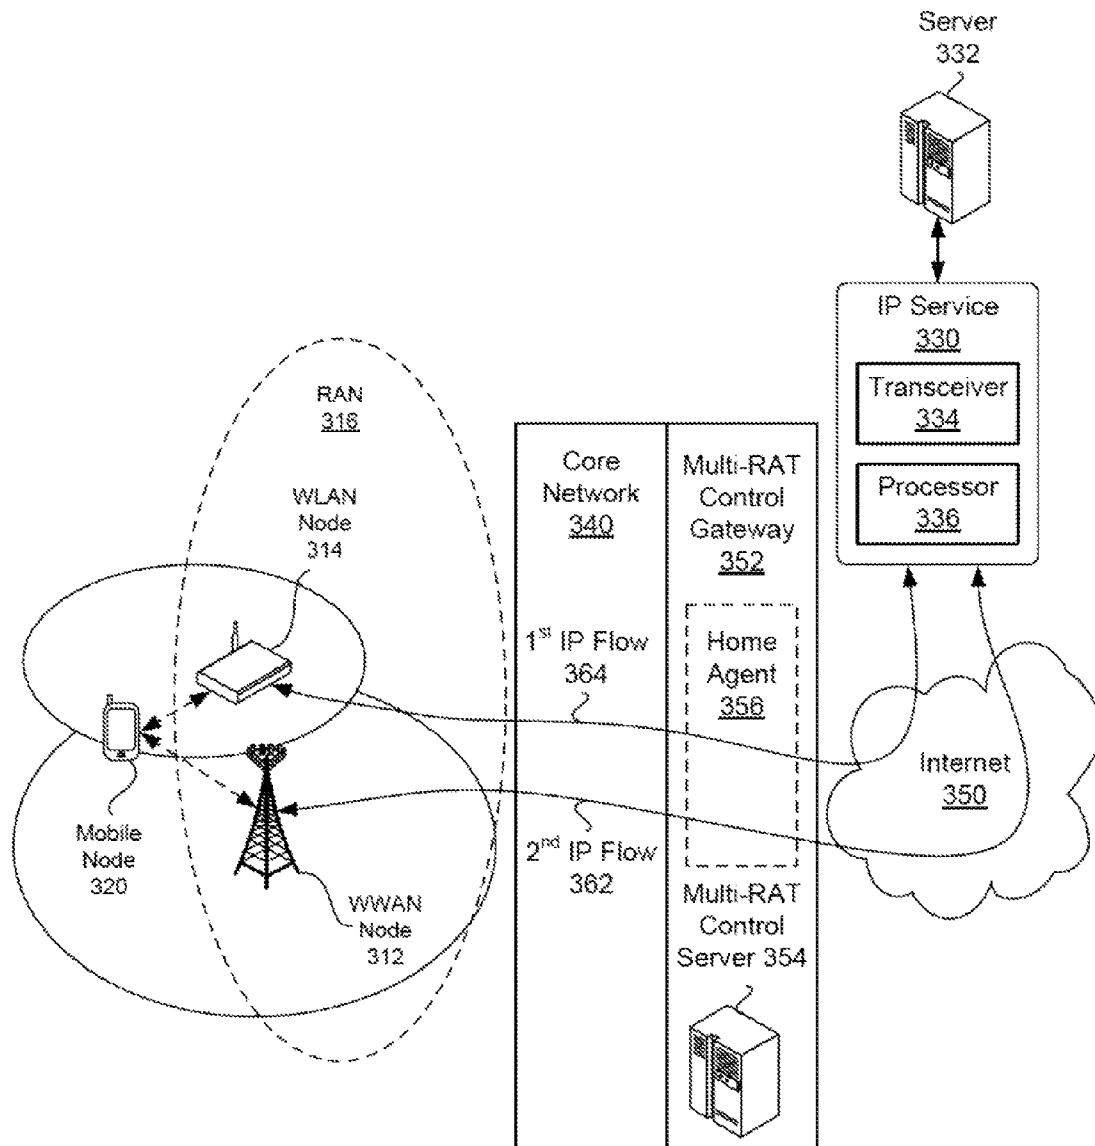 Server
332
IP Service
330
Transceiver
334
Processor
336
RAN
316
WLAN
Node
314
Core
Network
340
Multi-RAT
Control
Gateway
352
1st IP Flow
364
Home
Agent
356
Internet
350
Mobile
Node
320
2nd IP Flow
362
WWAN
Node
312
Multi-RAT
Control
Server 354